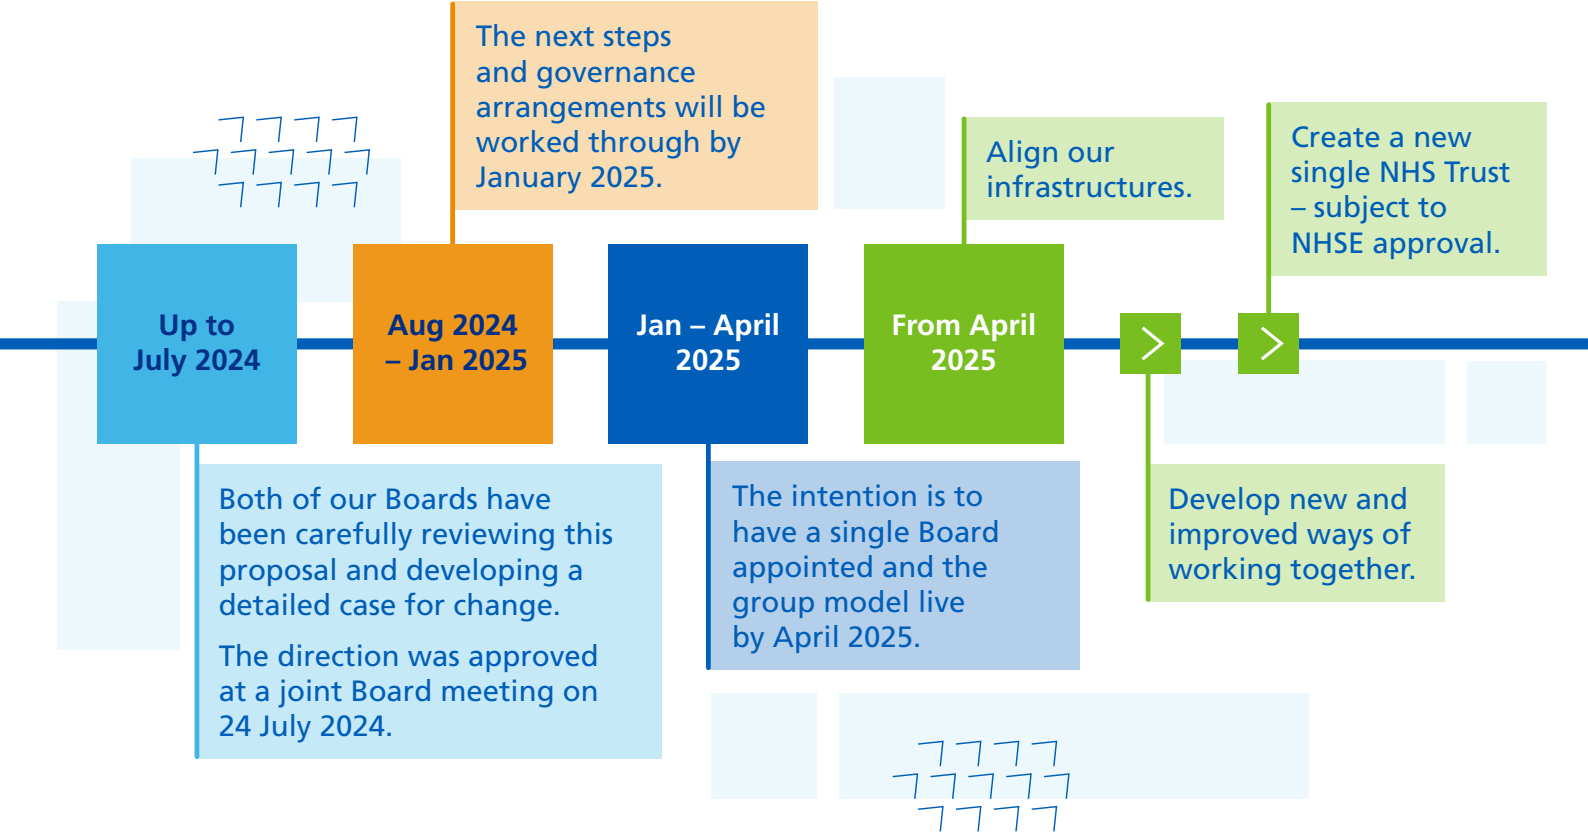 Up to
July 2024
Both of our Boards have
been carefully reviewing this
proposal and developing a
detailed case for change.
The direction was approved
at a joint Board meeting on
24 July 2024.
Aug 2024
– Jan 2025
The next steps
and governance
arrangements will be
worked through by
January 2025.
Jan – April
2025
The intention is to
have a single Board
appointed and the
group model live
by April 2025.
From April
2025
Align our
infrastructures.
Develop new and
improved ways of
working together.
Create a new
single NHS Trust
– subject to
NHSE approval.